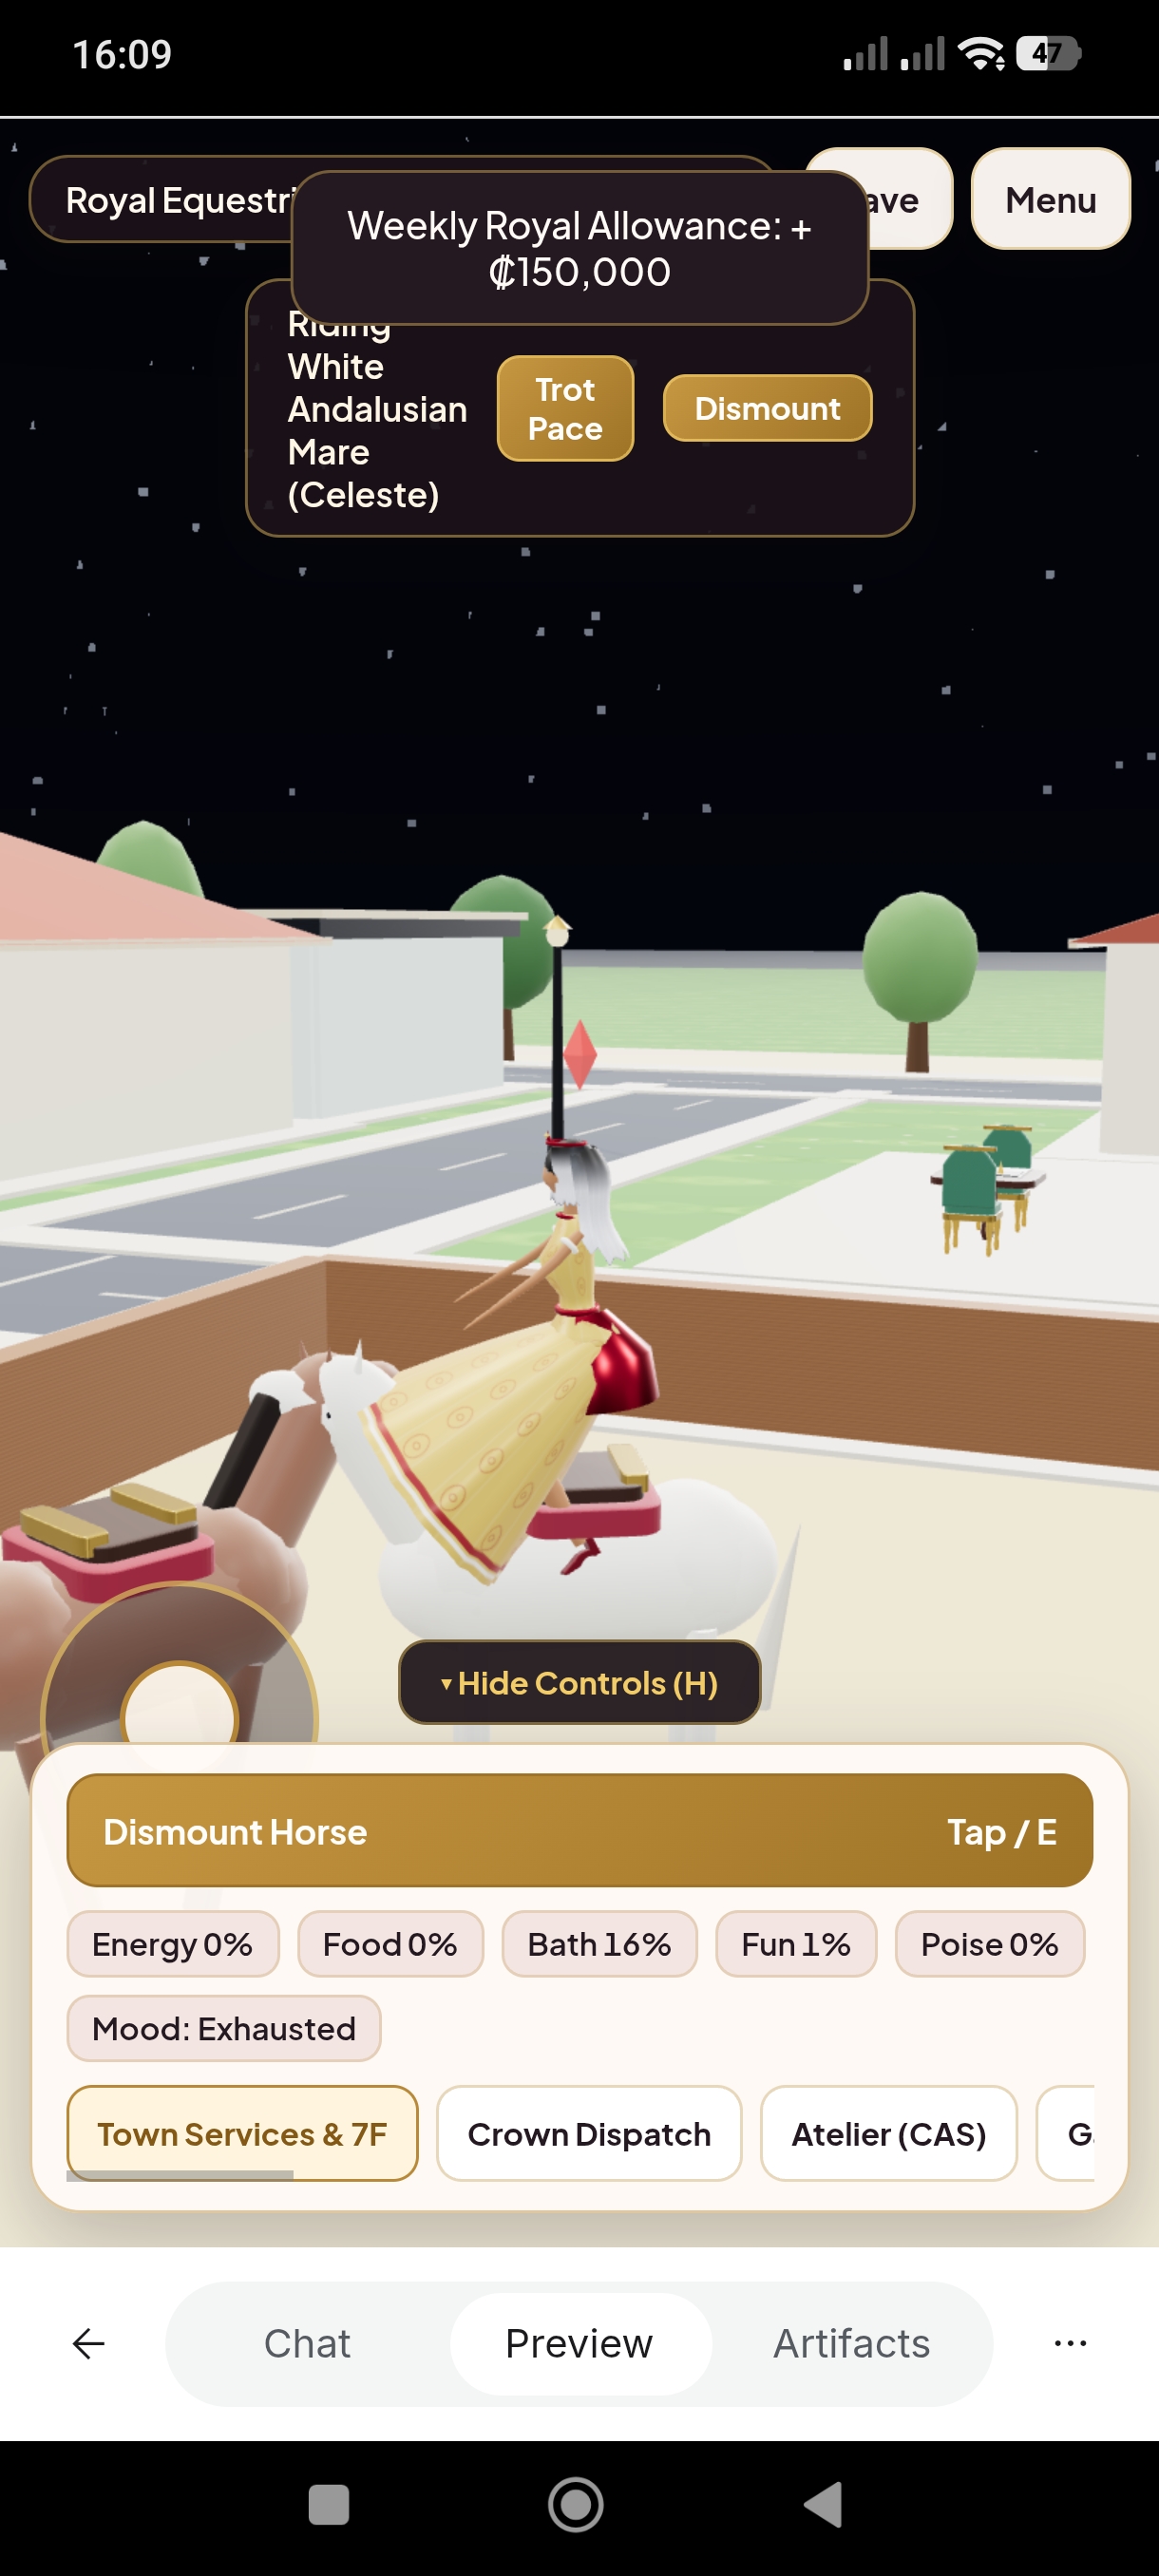 16:09
47
Royal Equestri
ave
Menu
Weekly Royal Allowance: +
₡150,000
Riding
White
Andalusian
Mare
(Celeste)
Trot
Pace
Dismount
▾ Hide Controls (H)
Dismount Horse
Tap / E
Energy 0%
Food 0%
Bath 16%
Fun 1%
Poise 0%
Mood: Exhausted
Town Services & 7F
Crown Dispatch
Atelier (CAS)
Chat
Preview
Artifacts